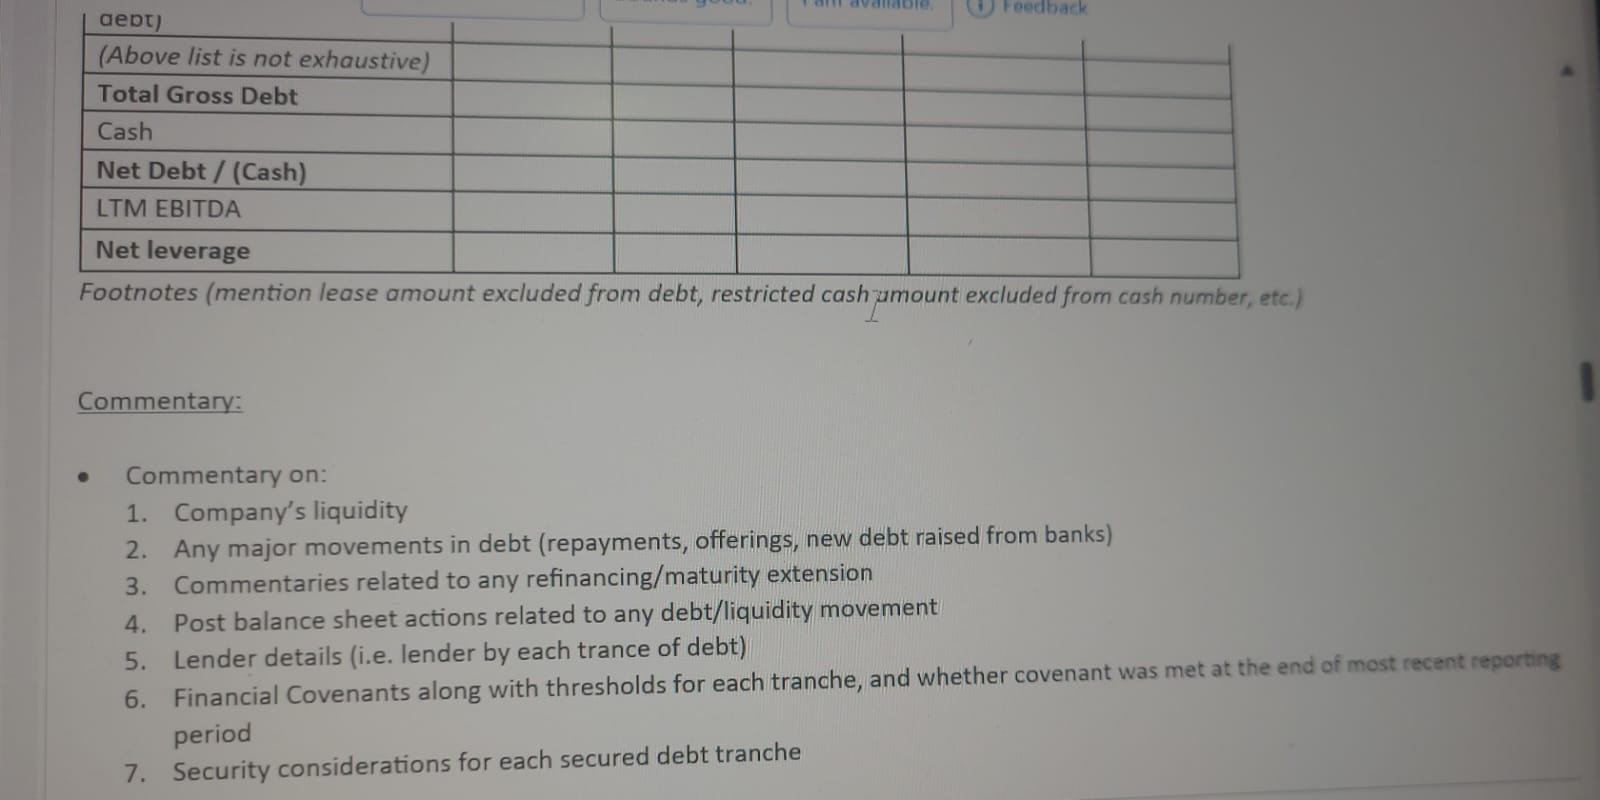 I am available.
Feedback
debt)
(Above list is not exhaustive)
Total Gross Debt
Cash
Net Debt / (Cash)
LTM EBITDA
Net leverage
Footnotes (mention lease amount excluded from debt, restricted cash amount excluded from cash number, etc.)
Commentary:
• Commentary on:
1. Company's liquidity
2. Any major movements in debt (repayments, offerings, new debt raised from banks)
3. Commentaries related to any refinancing/maturity extension
4. Post balance sheet actions related to any debt/liquidity movement
5. Lender details (i.e. lender by each trance of debt)
6. Financial Covenants along with thresholds for each tranche, and whether covenant was met at the end of most recent reporting
period
7. Security considerations for each secured debt tranche